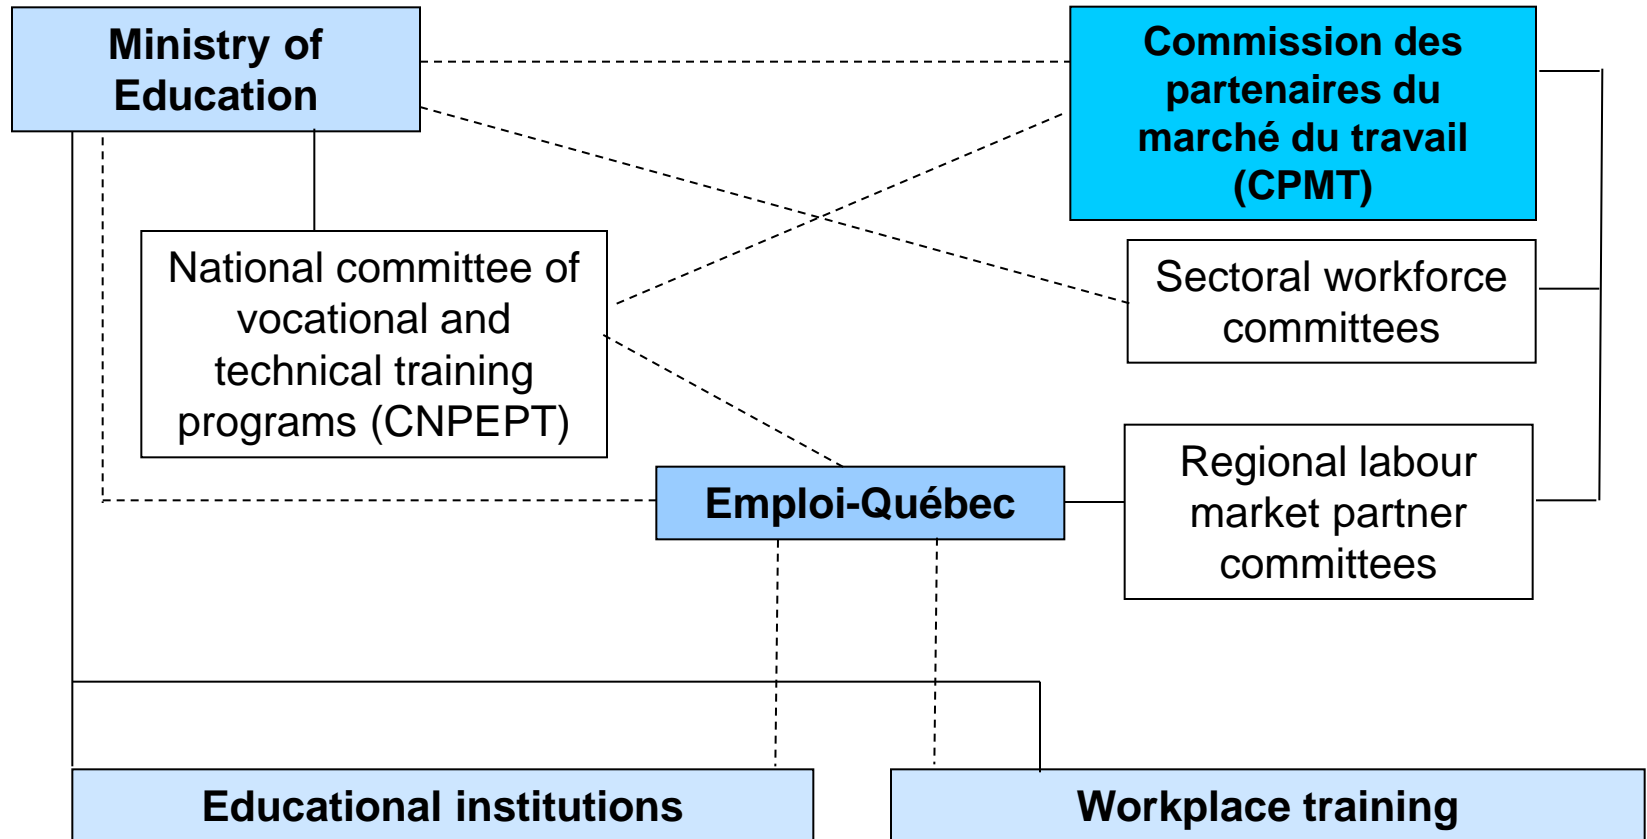 Ministry of
Education
Commission des
partenaires du
marché du travail
(CPMT)
National committee of
vocational and
technical training
programs (CNPEPT)
Sectoral workforce
committees
Emploi-Québec
Regional labour
market partner
committees
Educational institutions
Workplace training